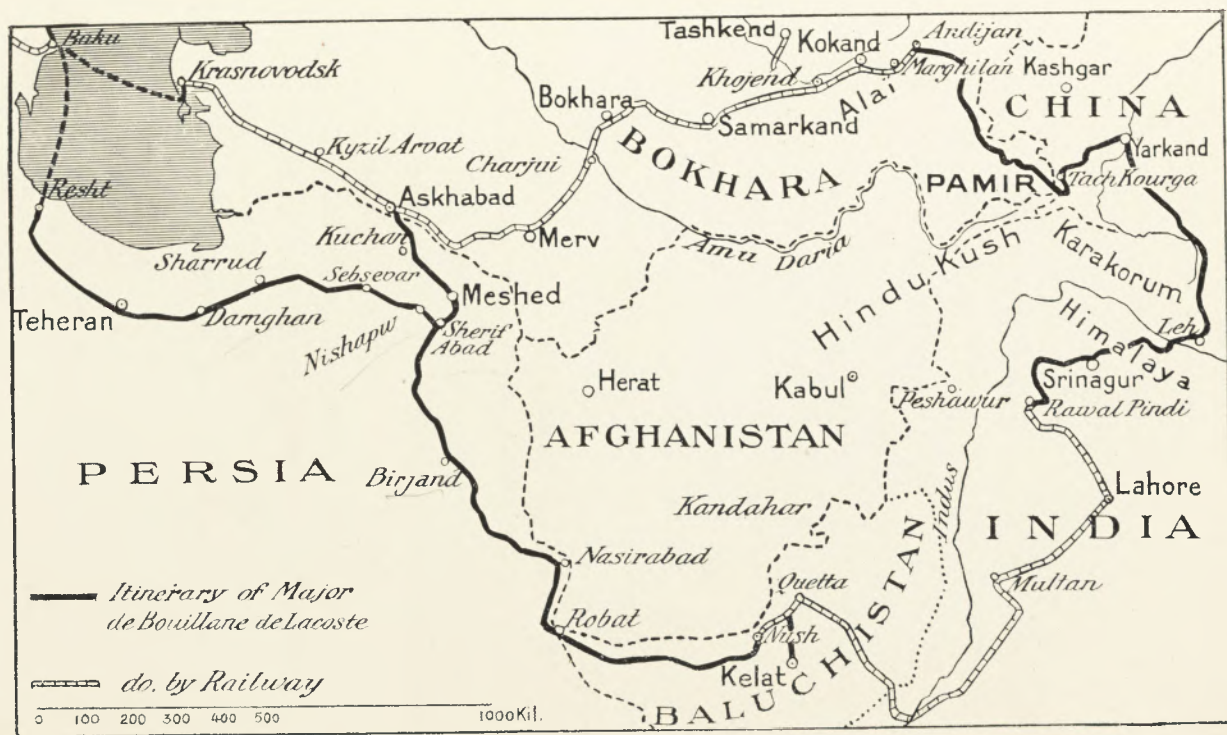 Baku
Krasnovodsk
Tashkend
Kokand
Andijan
Khojend
Marghilan
Kashgar
Alai
CHINA
Bokhara
Samarkand
Kyzil Arvat
Charjui
BOKHARA
Yarkand
PAMIR
Tach Kourga
Resht
Askhabad
Merv
Amu Daria
Kuchan
Hindu Kush
Karakorum
Sharrud
Sebsevar
Meshed
Himalaya
Leh
Teheran
Damghan
Nishapur
Sherif
Abad
Herat
Kabul
Peshawur
Srinagur
Rawal Pindi
AFGHANISTAN
PERSIA
Birjand
Indus
Lahore
INDIA
Kandahar
Nasirabad
Quetta
Multan
Robat
Nush
Kelat
BALUCHISTAN
Itinerary of Major
de Bouillane de Lacoste
do. by Railway
0 100 200 300 400 500 1000 Kil.